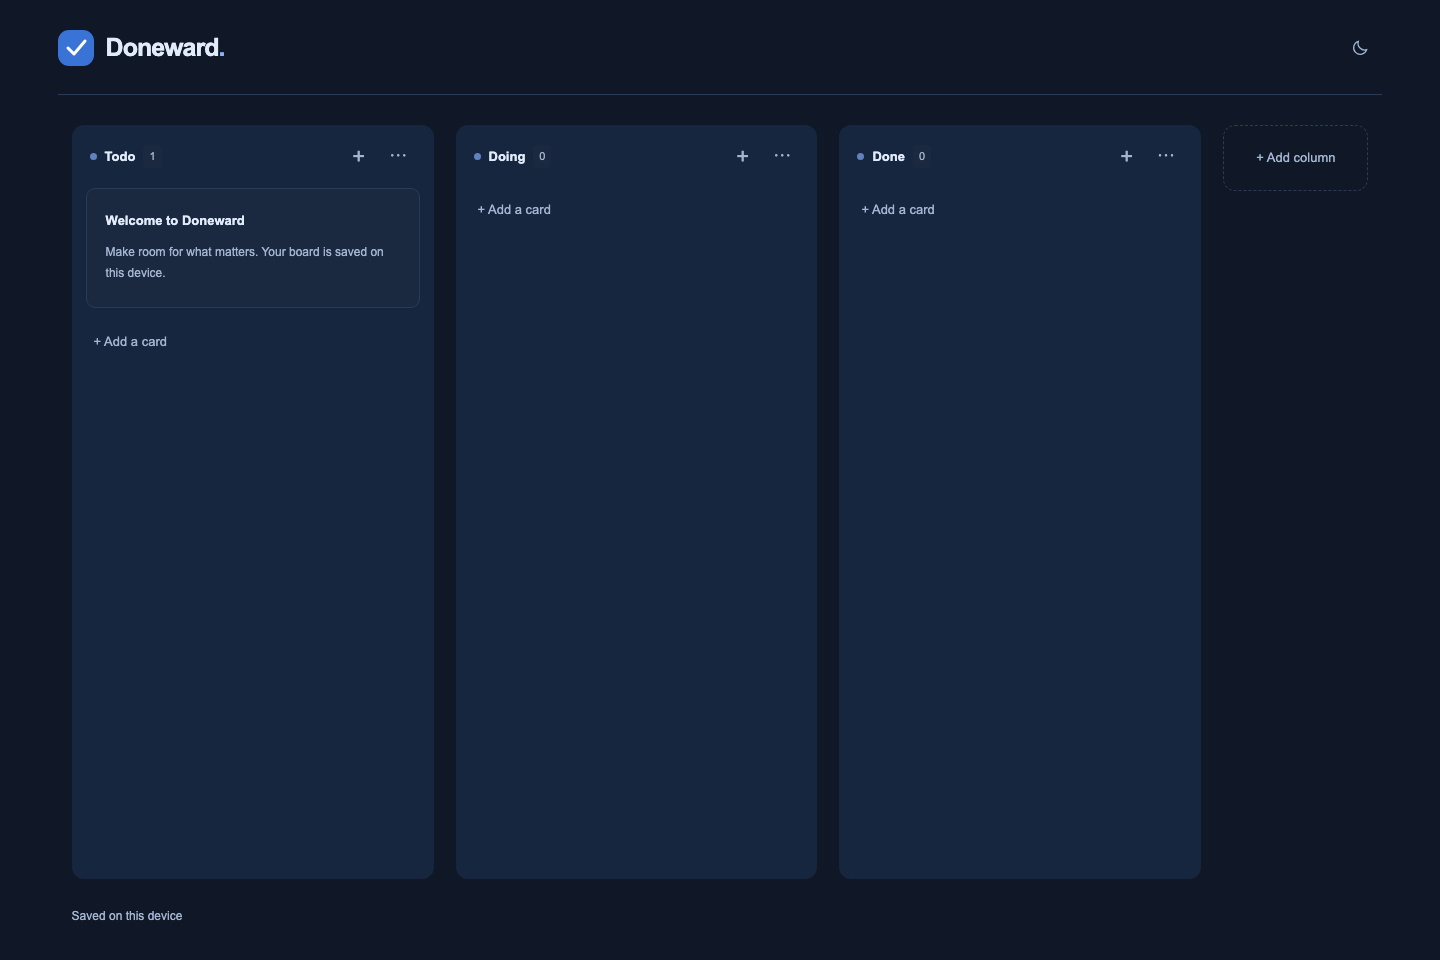 Doneward.
Todo 1
Welcome to Doneward
Make room for what matters. Your board is saved on
this device.
+ Add a card
Doing 0
+ Add a card
Done 0
+ Add a card
+ Add column
Saved on this device